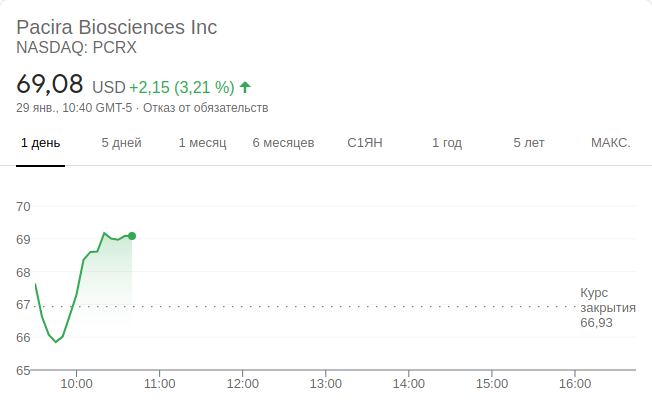 Pacira Biosciences Inc
NASDAQ: PCRX
69,08 USD +2,15 (3,21 %)
29 янв., 10:40 GMT-5 · Отказ от обязательств
1 день 5 дней 1 месяц 6 месяцев С1ЯН 1 год 5 лет МАКС.
70
69
68
67
66
65
Курс
закрытия
66,93
10:00 11:00 12:00 13:00 14:00 15:00 16:00